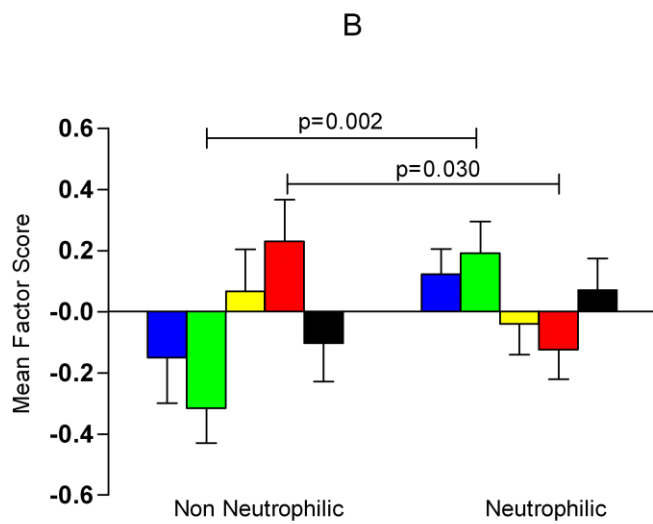 B
0.6
p=0.002
0.4
p=0.030
0.2
-0.0
-0.2
-0.4
-0.6
Mean Factor Score
Non Neutrophilic
Neutrophilic